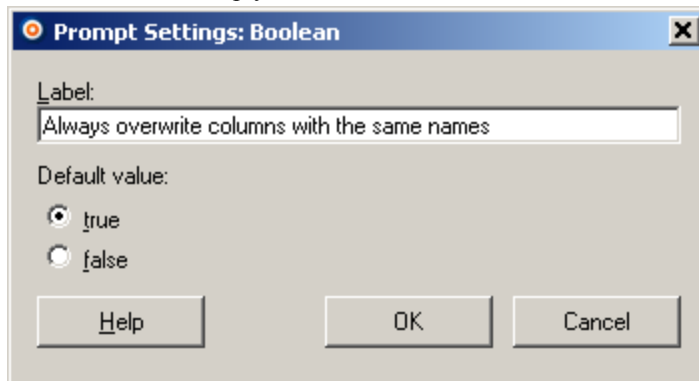 Prompt Settings: Boolean
Label:
Always overwrite columns with the same names
Default value:
true
false
Help OK Cancel